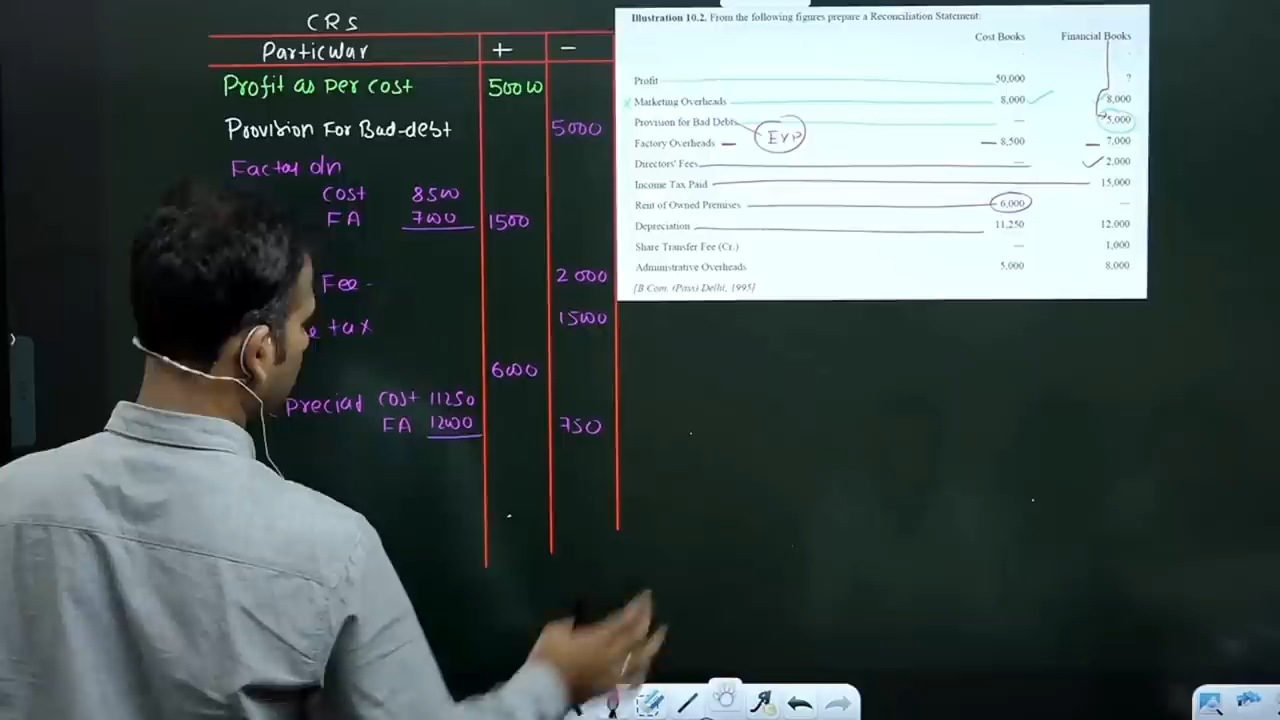 CRS
Particular + −
Profit as per cost 50000
Provision For Bad-debt 5000
Factory o/h
Cost 8500
FA 7000 1500
Fee 2000
tax 15000
6000
preciat cost 11250
FA 12000 750
Illustration 10.2. From the following figures prepare a Reconciliation Statement:
Cost Books Financial Books
Profit 50,000 ?
Marketing Overheads 8,000 8,000
Provision for Bad Debts — 5,000
EXP
Factory Overheads 8,500 7,000
Directors' Fees — 2,000
Income Tax Paid 15,000
Rent of Owned Premises 6,000 —
Depreciation 11,250 12,000
Share Transfer Fee (Cr.) — 1,000
Administrative Overheads 5,000 8,000
[B.Com. (Pass) Delhi, 1995]